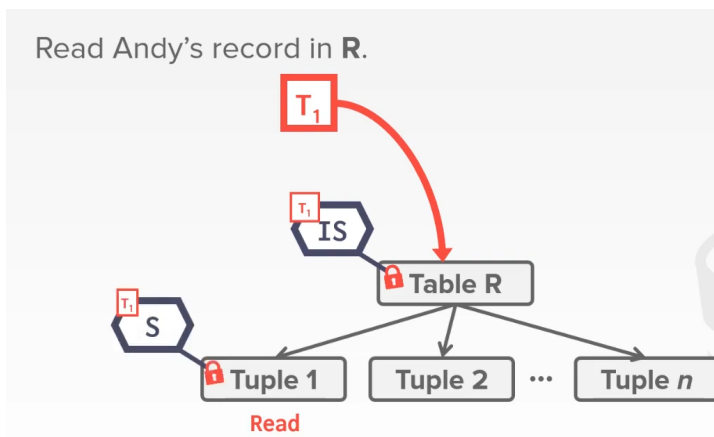 Read Andy's record in R.
T1
T1
IS
Table R
T1
S
Tuple 1
Tuple 2
...
Tuple n
Read